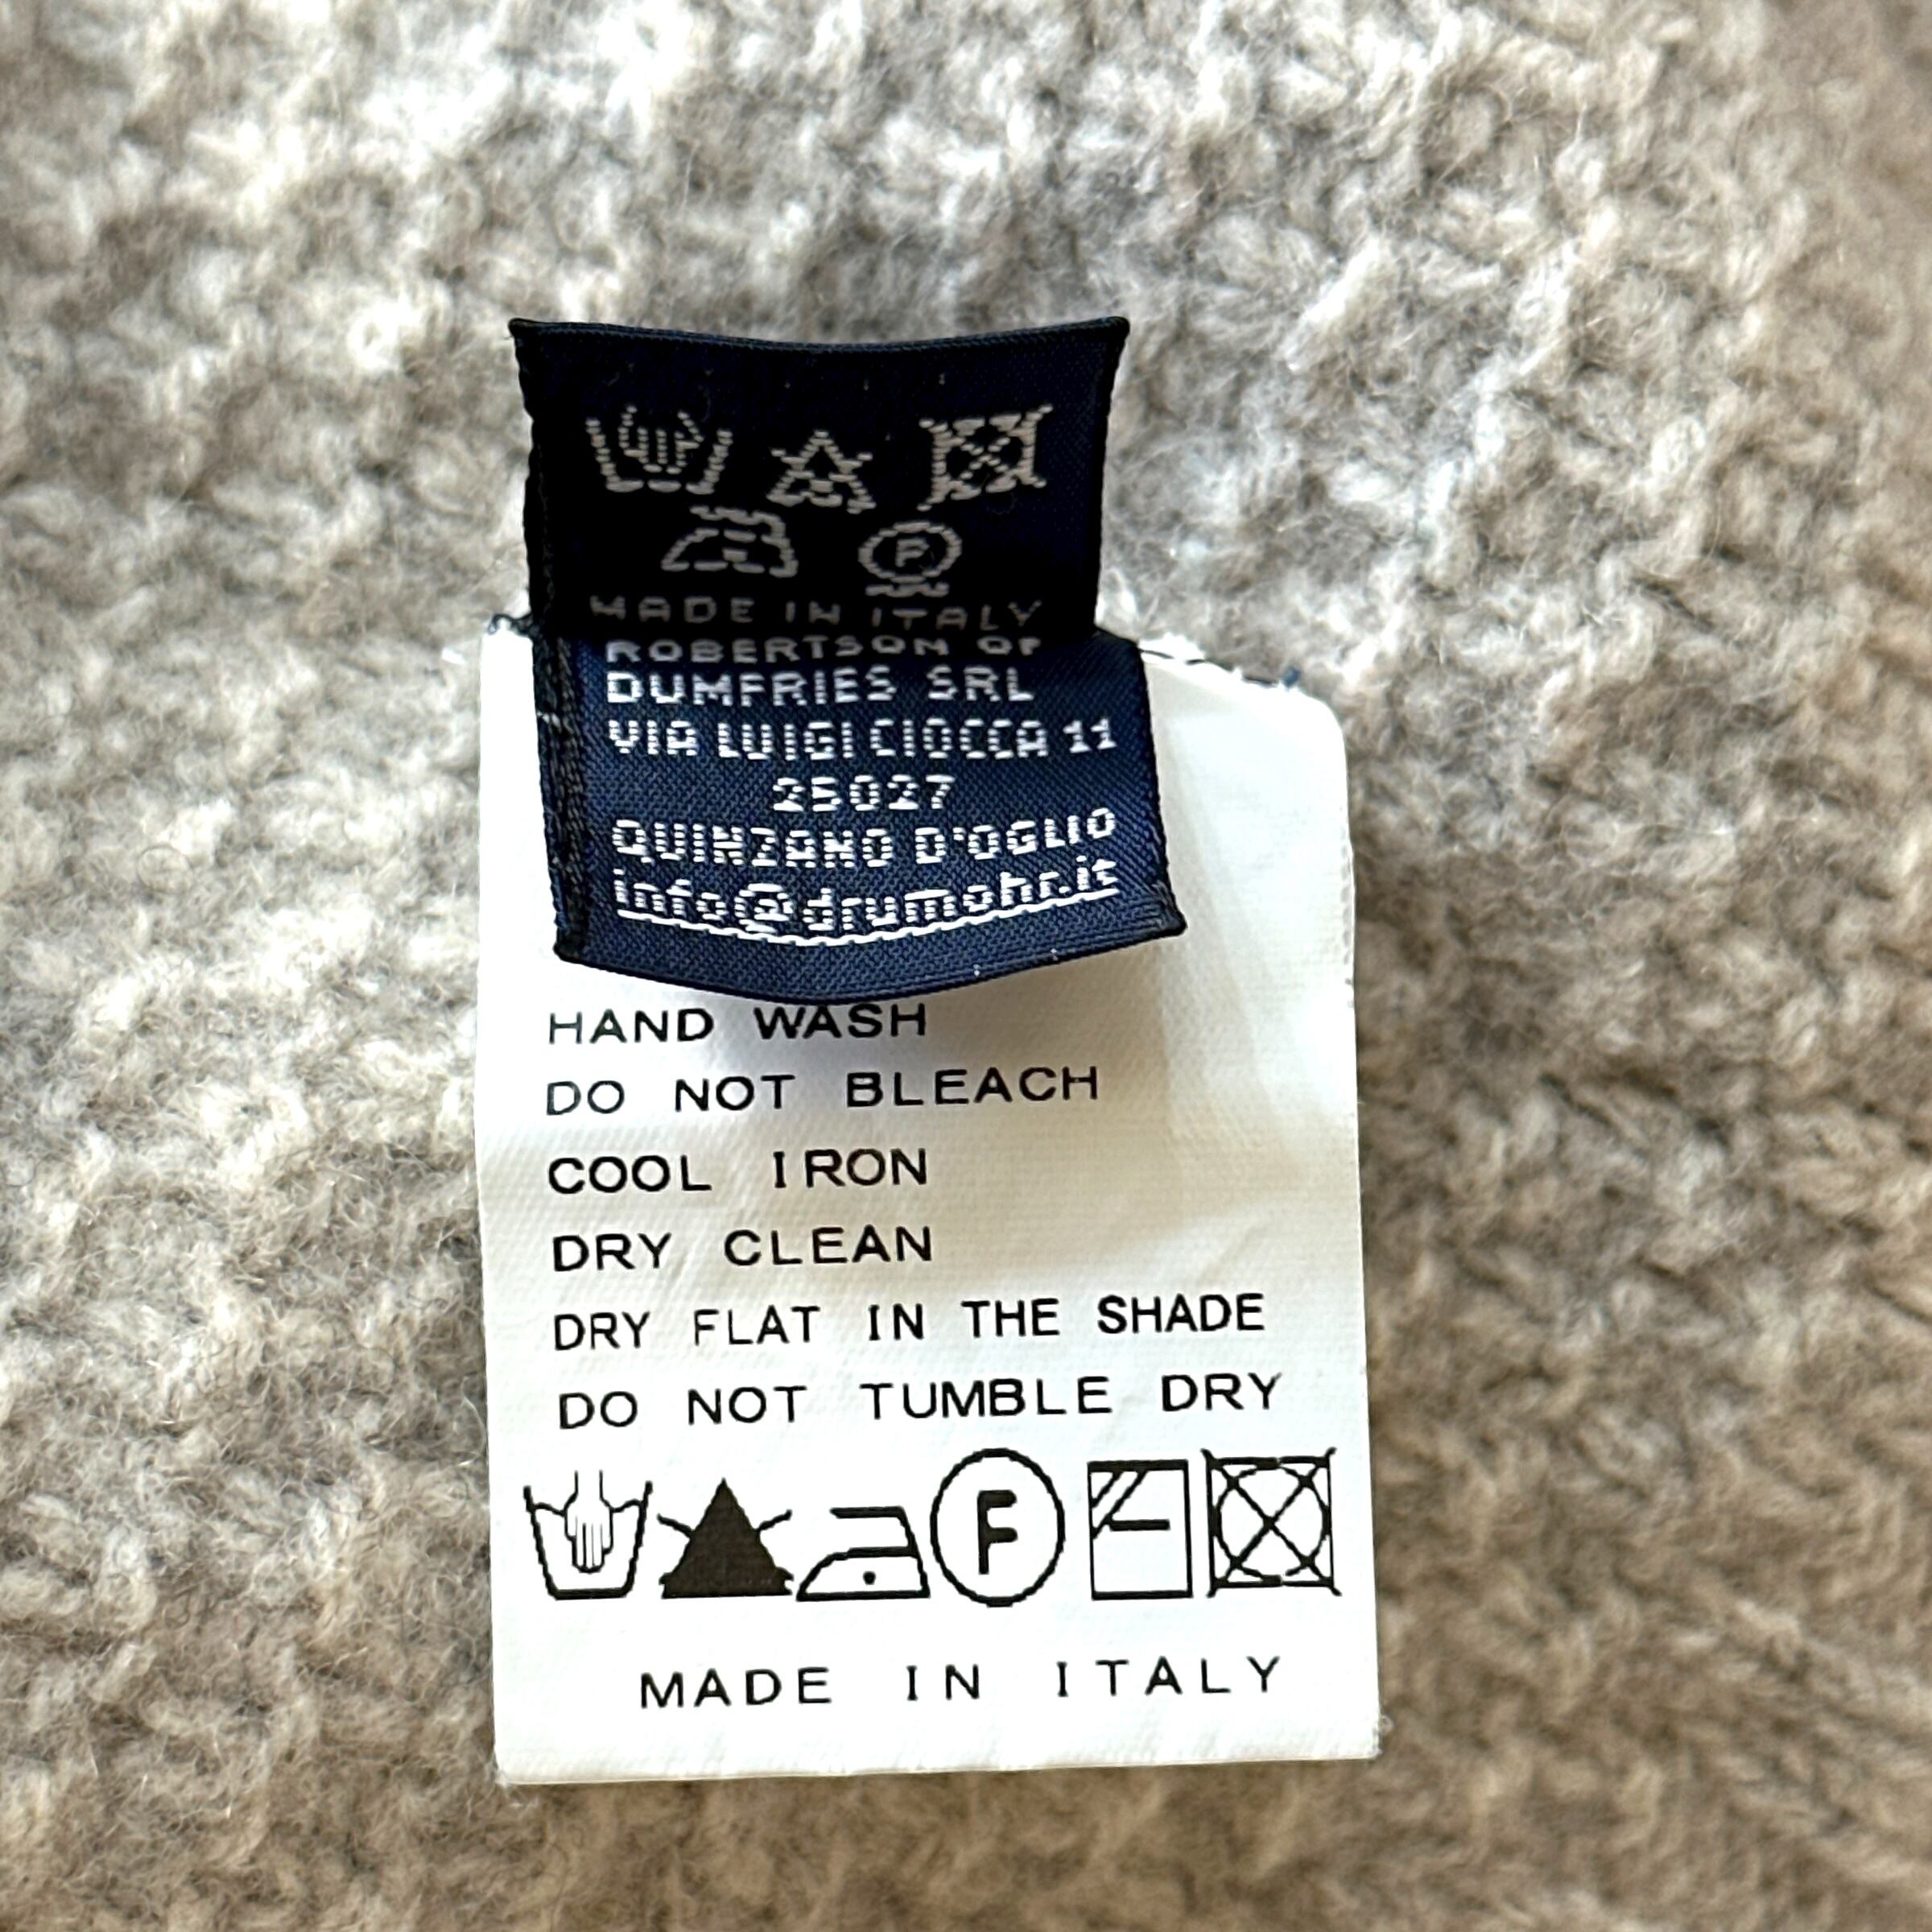 F
MADE IN ITALY
ROBERTSON OF
DUMFRIES SRL
VIA LUIGI CIOCCA 11
25027
QUINZANO D'OGLIO
info@drumohr.it
HAND WASH
DO NOT BLEACH
COOL IRON
DRY CLEAN
DRY FLAT IN THE SHADE
DO NOT TUMBLE DRY
F
MADE IN ITALY